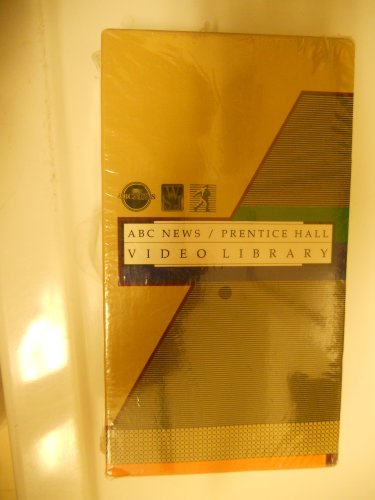 ABC NEWS / PRENTICE HALL
VIDEO LIBRARY